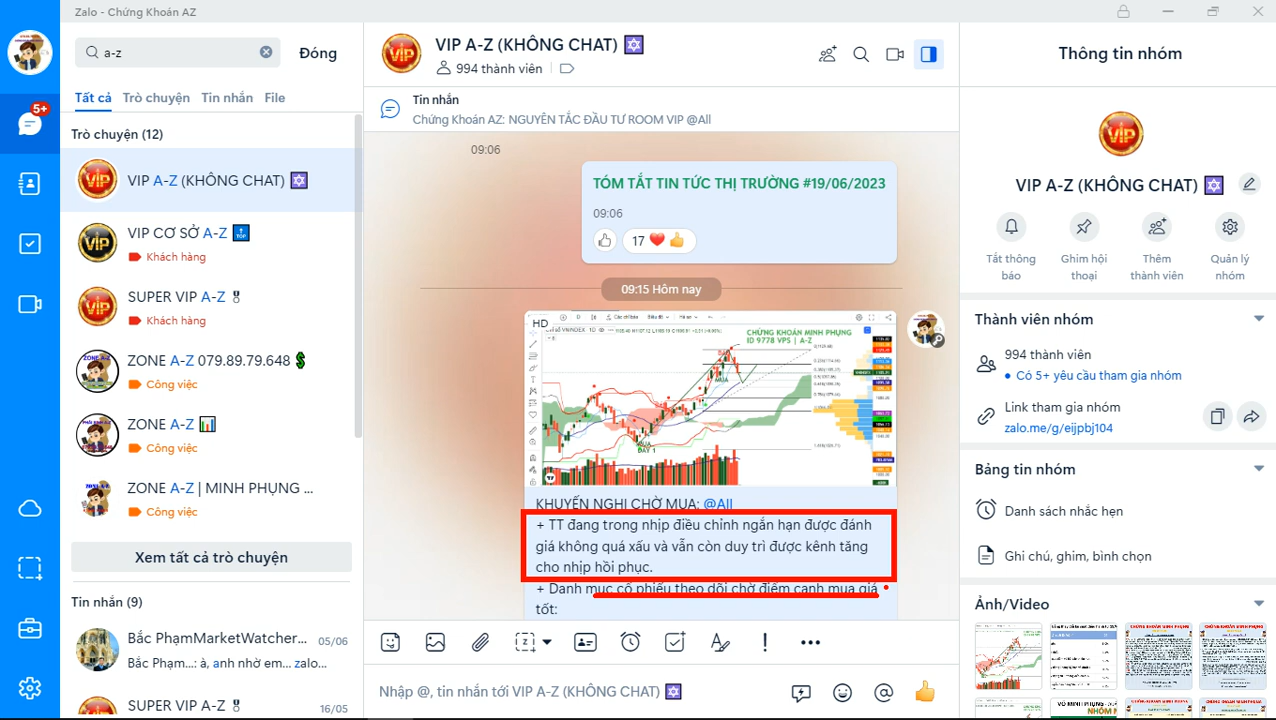 Zalo - Chứng Khoán AZ
a-z
Đóng
Tất cả Trò chuyện Tin nhắn File
5+
Trò chuyện (12)
VIP A-Z (KHÔNG CHAT)
VIP CƠ SỞ A-Z
Khách hàng
SUPER VIP A-Z
Khách hàng
ZONE A-Z 079.89.79.648
Công việc
ZONE A-Z
Công việc
ZONE A-Z | MINH PHỤNG ...
Công việc
Xem tất cả trò chuyện
Tin nhắn (9)
Bắc PhạmMarketWatcher... 05/06
Bắc Phạm...: à, anh nhờ em... zalo...
SUPER VIP A-Z 16/05
VIP A-Z (KHÔNG CHAT)
994 thành viên
Tin nhắn
Chứng Khoán AZ: NGUYÊN TẮC ĐẦU TƯ ROOM VIP @All
09:06
TÓM TẮT TIN TỨC THỊ TRƯỜNG #19/06/2023
09:06
17
09:15 Hôm nay
HD
CHỨNG KHOÁN MINH PHỤNG
ID 9778 VPS | A-Z
MUA
DAY 1
KHUYẾN NGHỊ CHỜ MUA: @All
+ TT đang trong nhịp điều chỉnh ngắn hạn được đánh
giá không quá xấu và vẫn còn duy trì được kênh tăng
cho nhịp hồi phục.
+ Danh mục cổ phiếu theo dõi chờ điểm canh mua giá
tốt:
Nhập @, tin nhắn tới VIP A-Z (KHÔNG CHAT)
Thông tin nhóm
VIP
VIP A-Z (KHÔNG CHAT)
Tắt thông
báo
Ghim hội
thoại
Thêm
thành viên
Quản lý
nhóm
Thành viên nhóm
994 thành viên
Có 5+ yêu cầu tham gia nhóm
Link tham gia nhóm
zalo.me/g/eijpbj104
Bảng tin nhóm
Danh sách nhắc hẹn
Ghi chú, ghim, bình chọn
Ảnh/Video